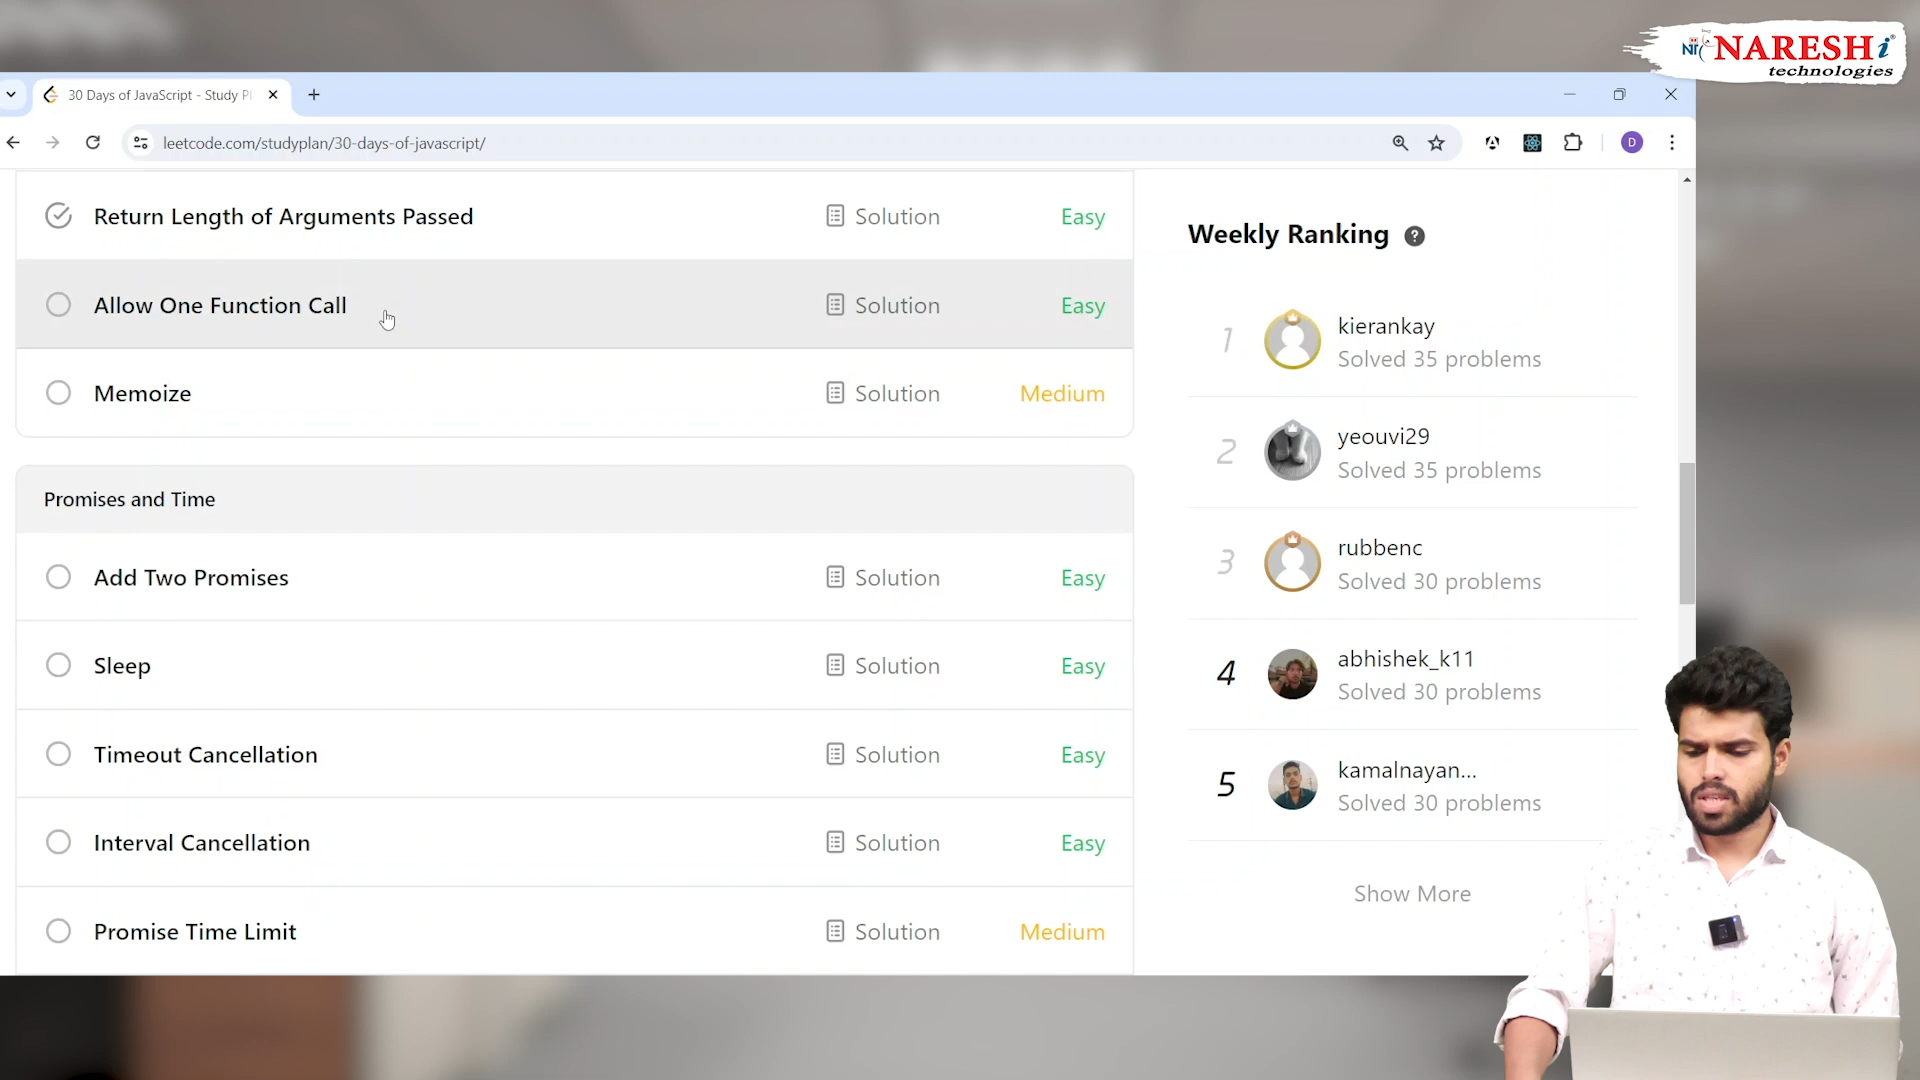 NT NARESH i
technologies
30 Days of JavaScript - Study Pl
leetcode.com/studyplan/30-days-of-javascript/
D
Return Length of Arguments Passed Solution Easy
Allow One Function Call Solution Easy
Memoize Solution Medium
Promises and Time
Add Two Promises Solution Easy
Sleep Solution Easy
Timeout Cancellation Solution Easy
Interval Cancellation Solution Easy
Promise Time Limit Solution Medium
Weekly Ranking ?
1 kierankay
Solved 35 problems
2 yeouvi29
Solved 35 problems
3 rubbenc
Solved 30 problems
4 abhishek_k11
Solved 30 problems
5 kamalnayan...
Solved 30 problems
Show More